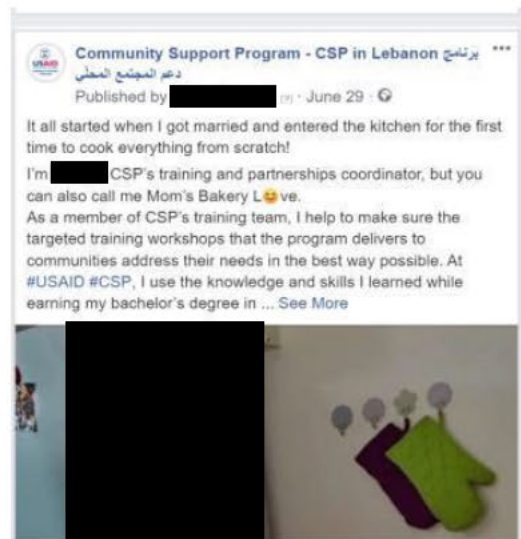 USAID
Community Support Program - CSP in Lebanon برنامج
دعم المجتمع المحلي
Published by
June 29
It all started when I got married and entered the kitchen for the first
time to cook everything from scratch!
I'm CSP's training and partnerships coordinator, but you
can also call me Mom's Bakery L😍ve.
As a member of CSP's training team, I help to make sure the
targeted training workshops that the program delivers to
communities address their needs in the best way possible. At
#USAID #CSP, I use the knowledge and skills I learned while
earning my bachelor's degree in ... See More